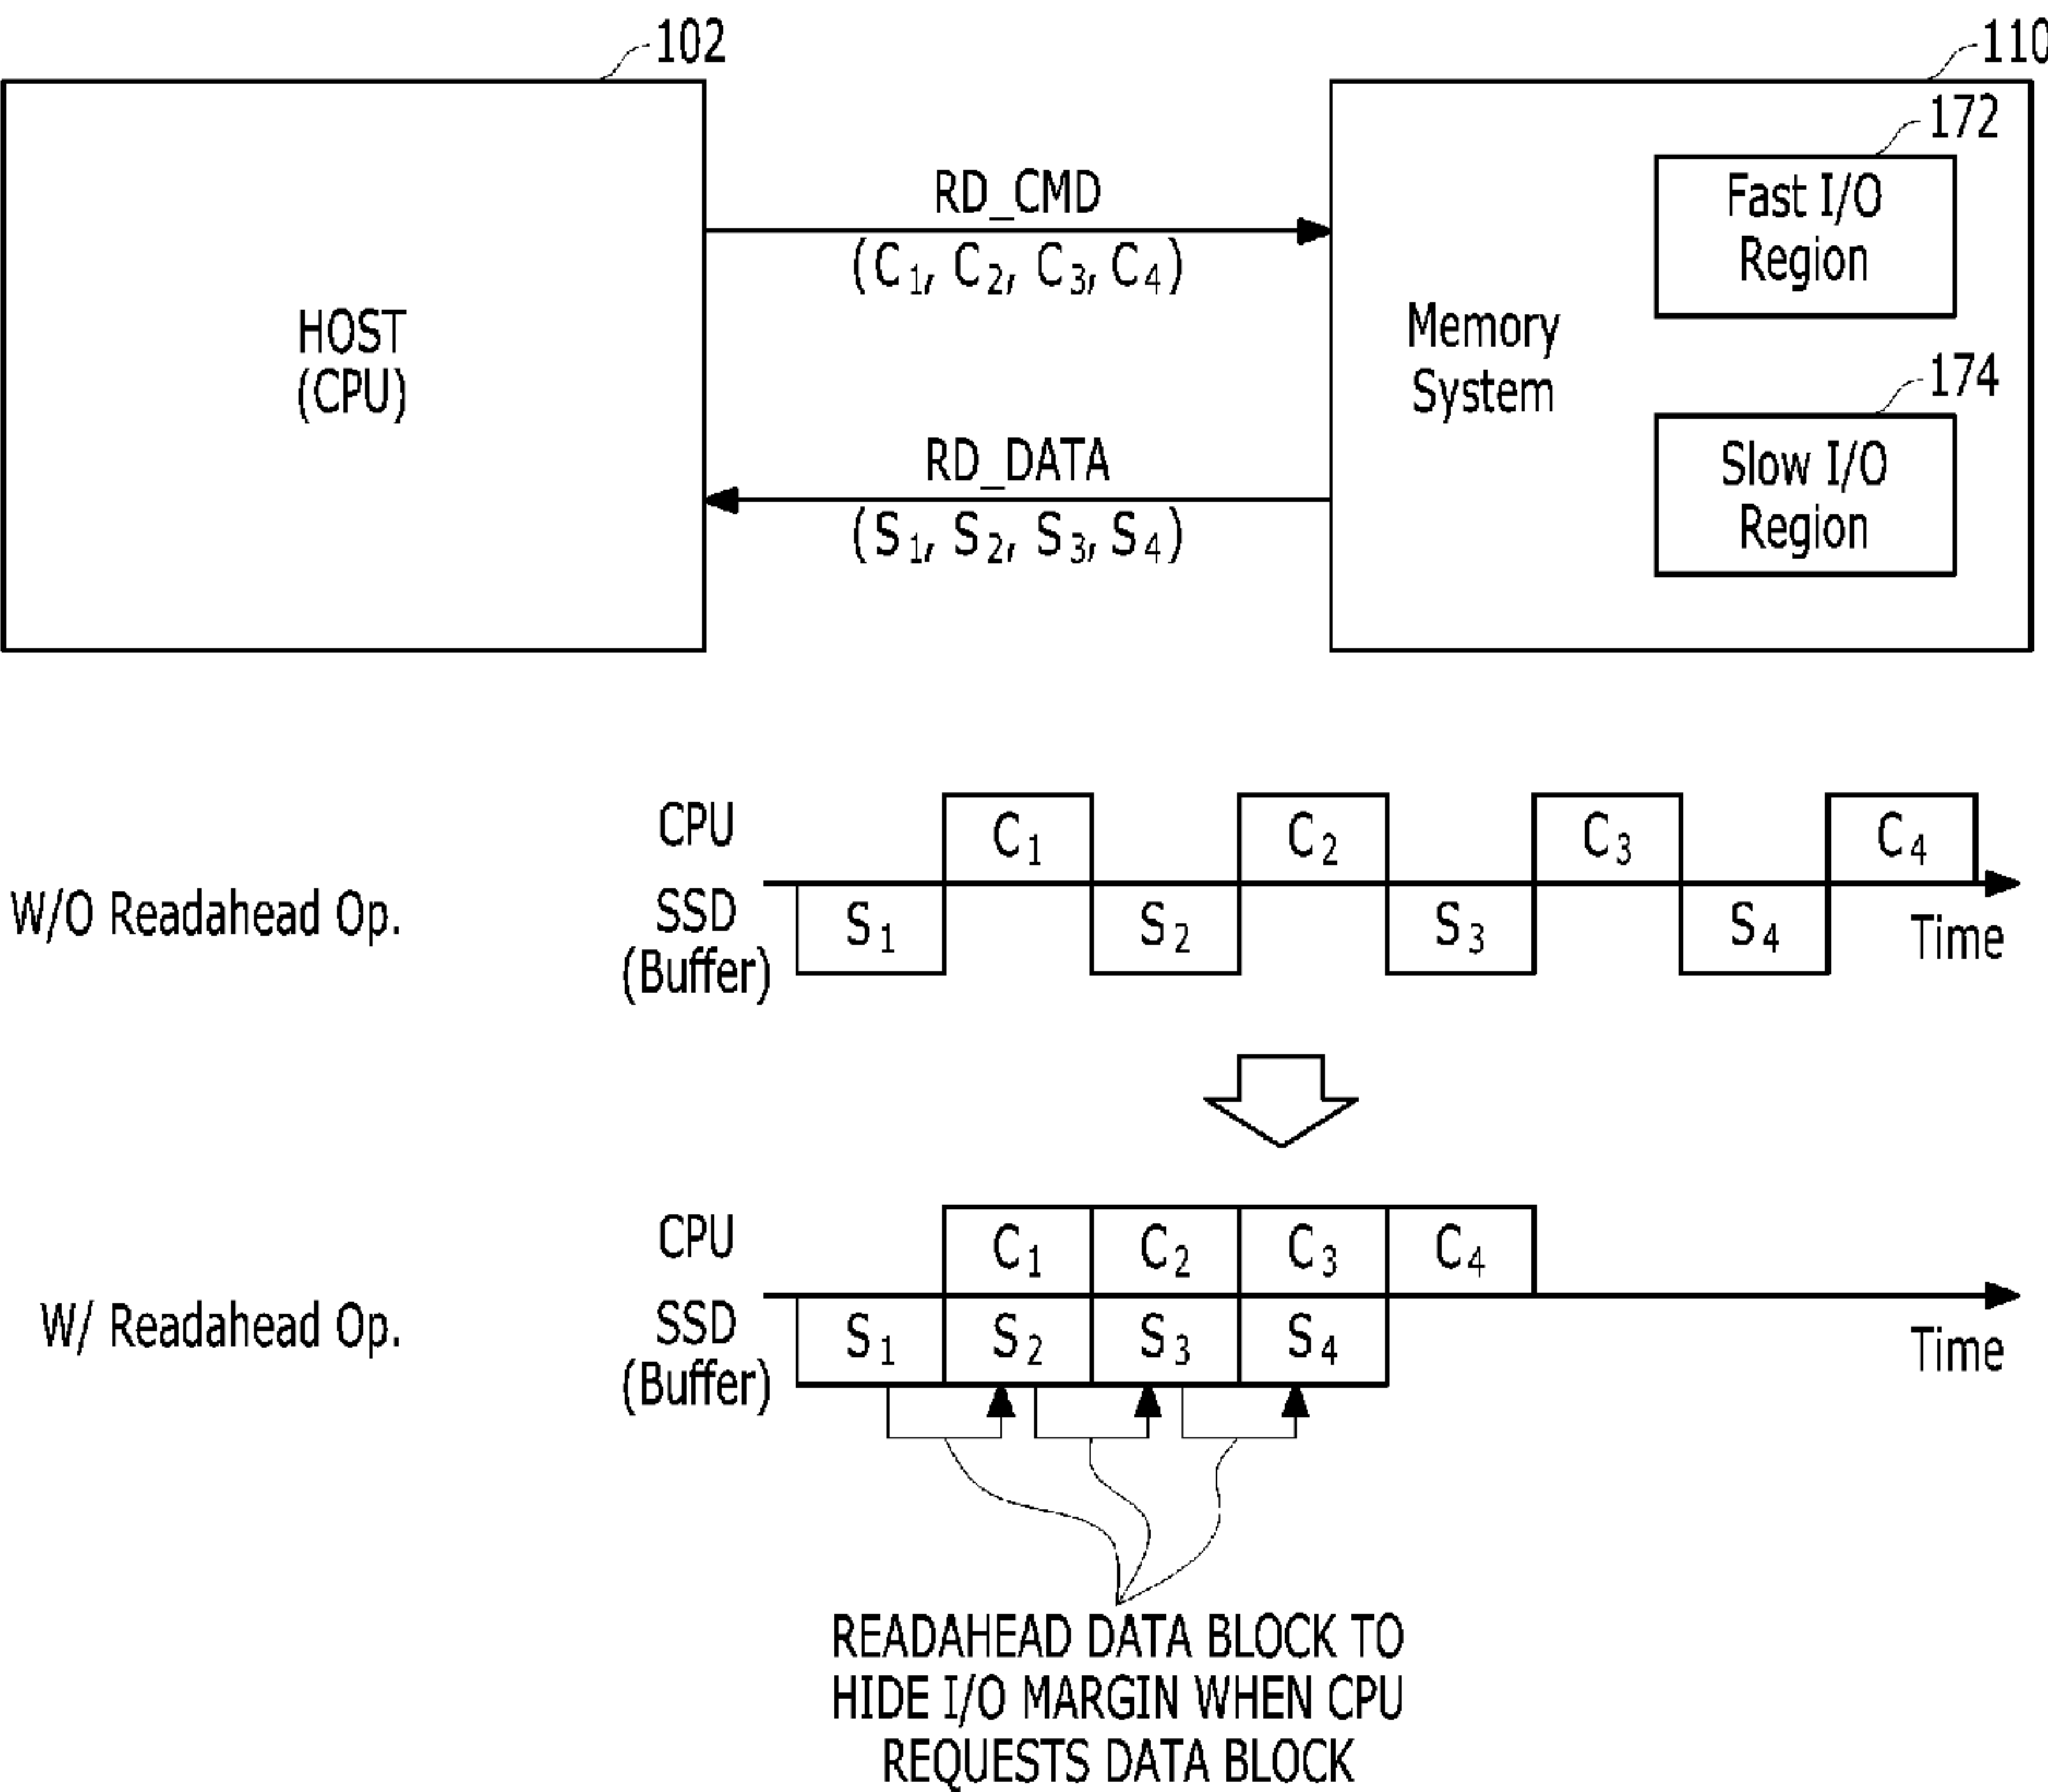 102
110
172
RD_CMD
Fast I/O
Region
(C1, C2, C3, C4)
HOST
(CPU)
Memory
System
174
RD_DATA
Slow I/O
Region
(S1, S2, S3, S4)
CPU
C1
C2
C3
C4
W/O Readahead Op.
SSD
(Buffer)
S1
S2
S3
S4
Time
CPU
C1
C2
C3
C4
W/ Readahead Op.
SSD
(Buffer)
S1
S2
S3
S4
Time
READAHEAD DATA BLOCK TO
HIDE I/O MARGIN WHEN CPU
REQUESTS DATA BLOCK